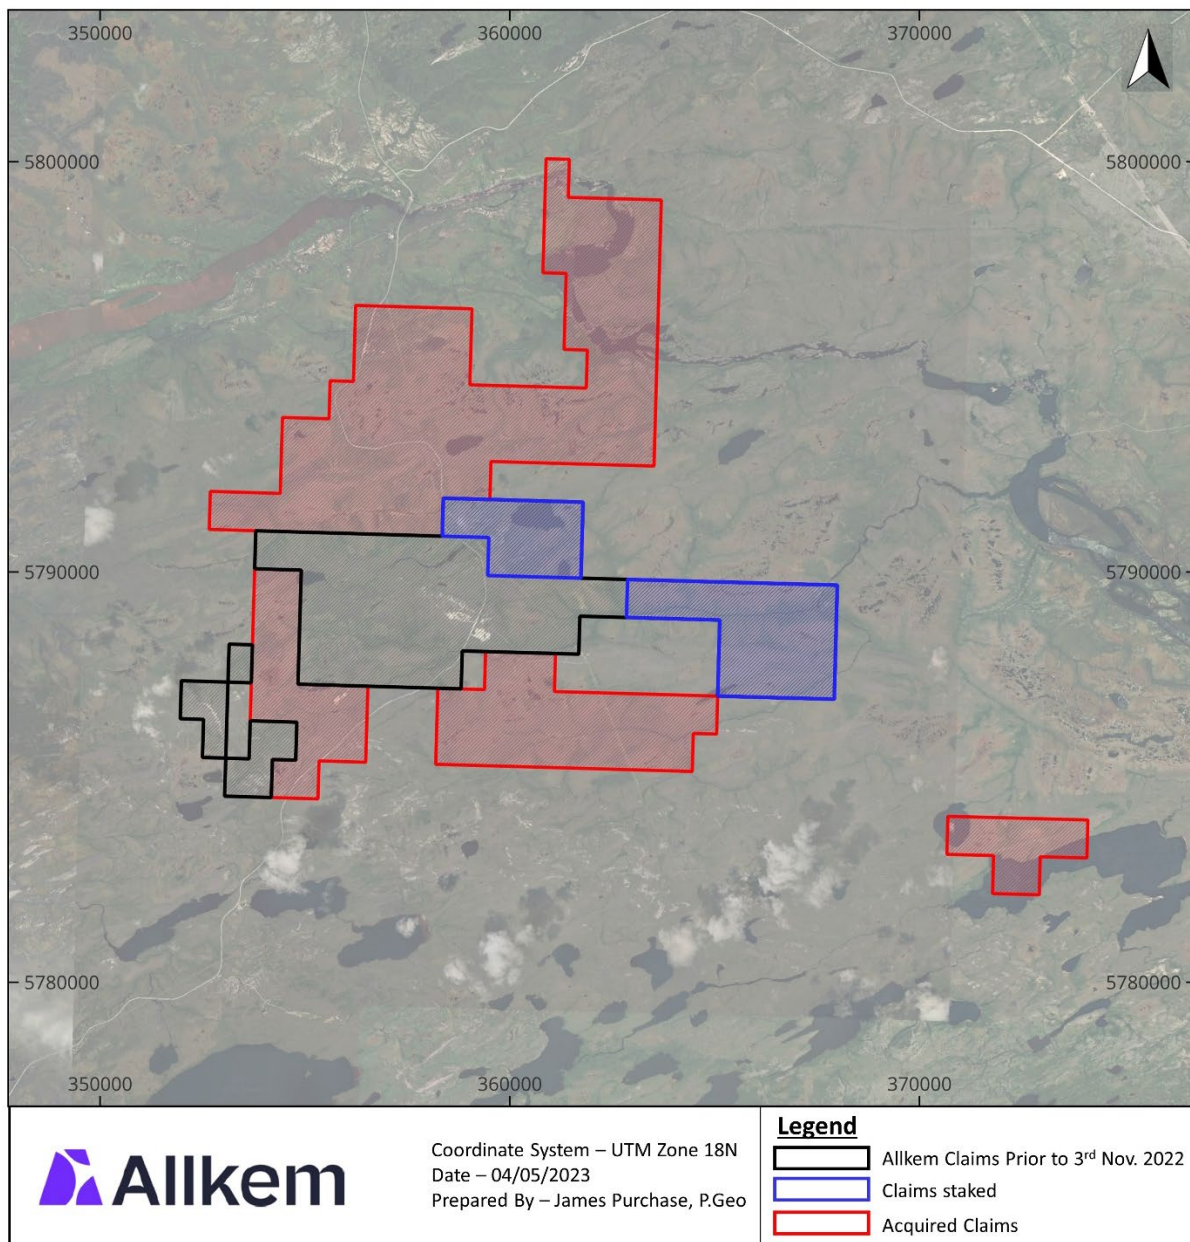 350000 360000 370000
5800000 5800000
5790000 5790000
5780000 5780000
350000 360000 370000
Allkem
Coordinate System – UTM Zone 18N
Date – 04/05/2023
Prepared By – James Purchase, P.Geo
Legend
Allkem Claims Prior to 3rd Nov. 2022
Claims staked
Acquired Claims